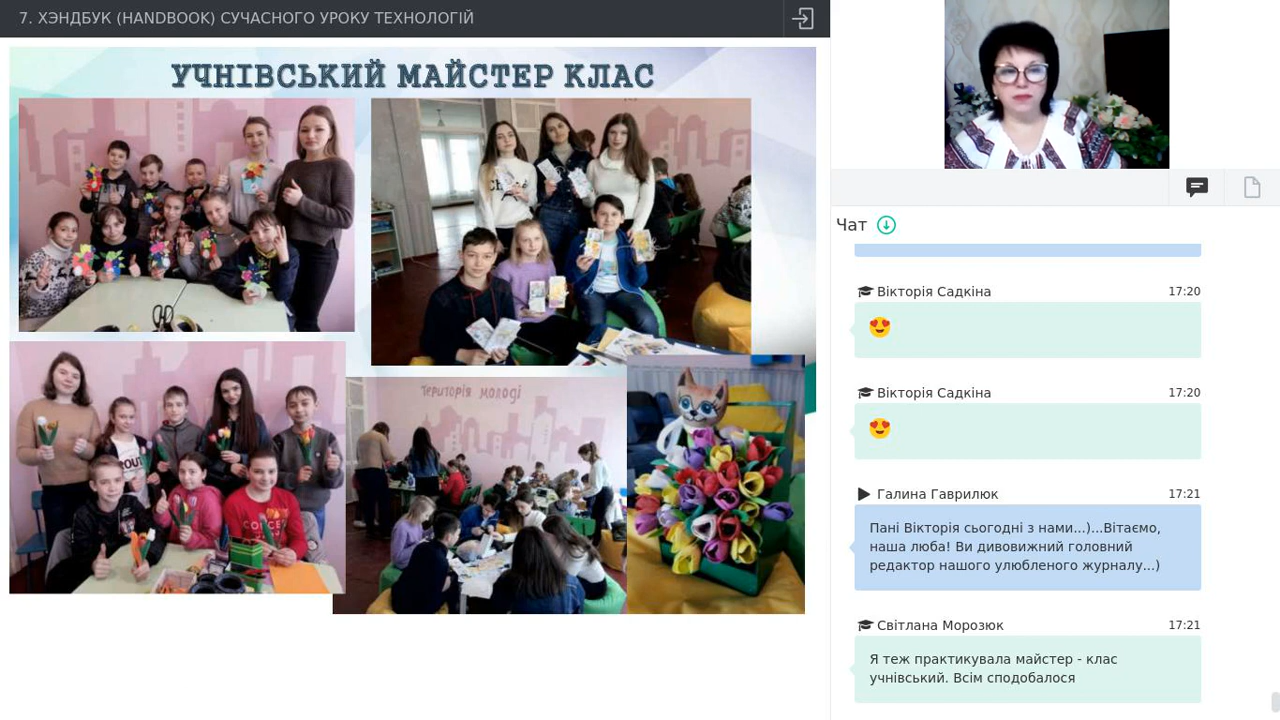 7. ХЭНДБУК (HANDBOOK) СУЧАСНОГО УРОКУ ТЕХНОЛОГІЙ
УЧНІВСЬКИЙ МАЙСТЕР КЛАС
Територія молоді
Чат
Вікторія Садкіна 17:20
Вікторія Садкіна 17:20
Галина Гаврилюк 17:21
Пані Вікторія сьогодні з нами...)...Вітаємо,
наша люба! Ви дивовижний головний
редактор нашого улюбленого журналу...)
Світлана Морозюк 17:21
Я теж практикувала майстер - клас
учнівський. Всім сподобалося